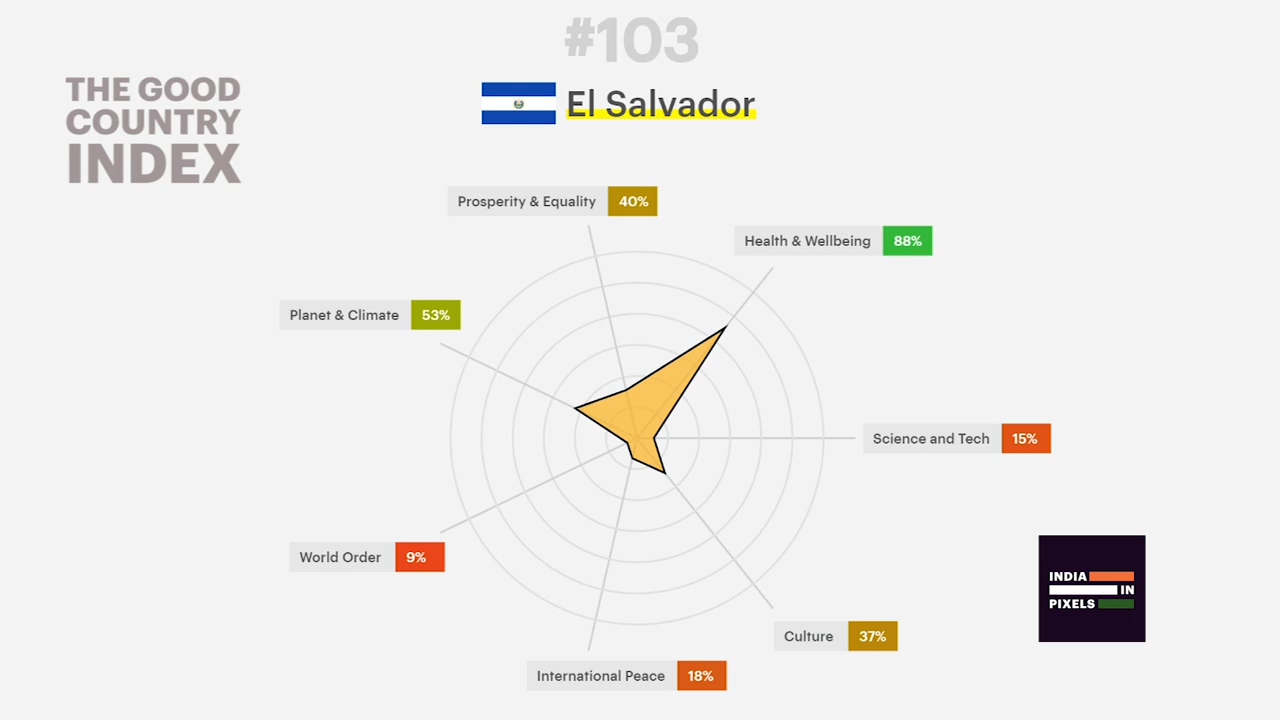 #103
THE GOOD
COUNTRY
INDEX
El Salvador
Prosperity & Equality 40%
Health & Wellbeing 88%
Planet & Climate 53%
Science and Tech 15%
World Order 9%
Culture 37%
International Peace 18%
INDIA
IN
PIXELS